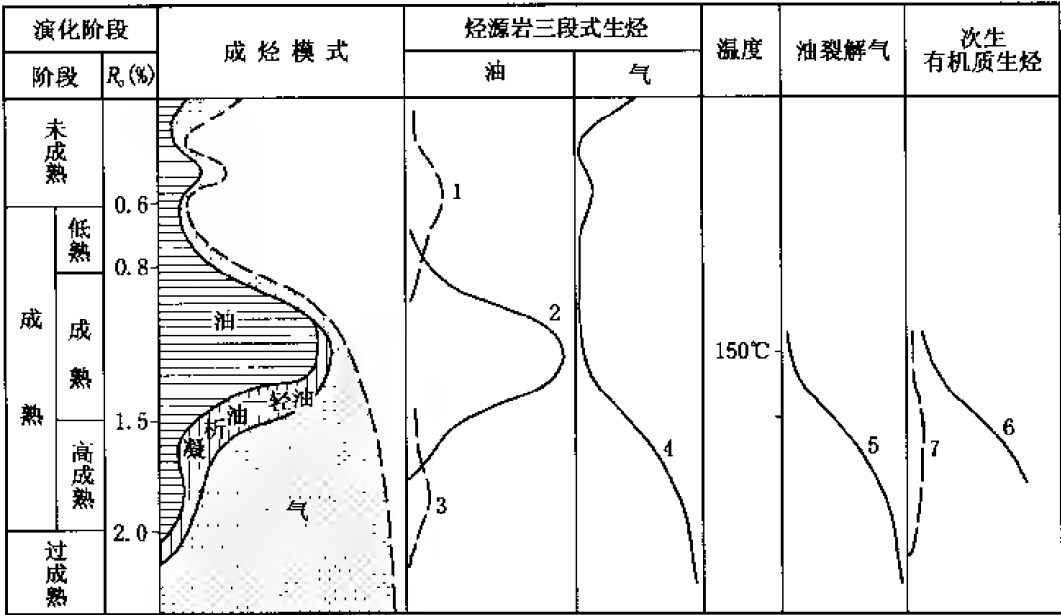 演化阶段
阶段
R₀(%)
成烃模式
烃源岩三段式生烃
油
气
温度
油裂解气
次生
有机质生烃
未成熟
0.6
低熟
0.8
成熟
成熟
1.5
高成熟
2.0
过成熟
油
轻油
凝析油
气
1
2
3
4
150℃
5
6
7